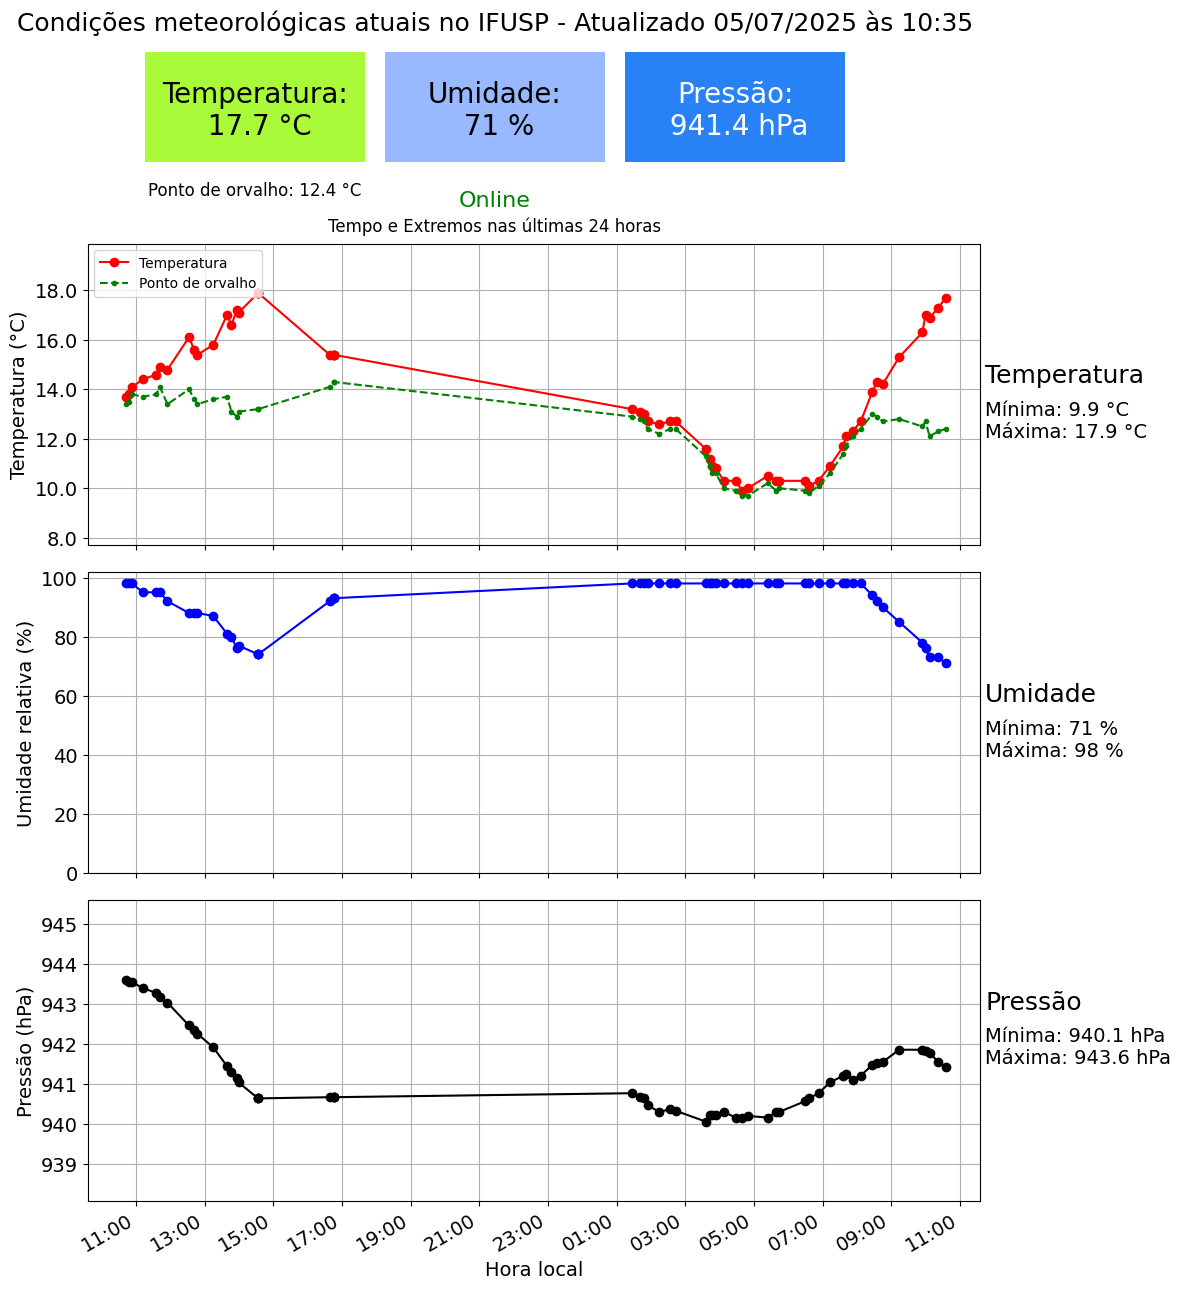 Condições meteorológicas atuais no IFUSP - Atualizado 05/07/2025 às 10:35
Temperatura:
17.7 °C
Umidade:
71 %
Pressão:
941.4 hPa
Ponto de orvalho: 12.4 °C
Online
Tempo e Extremos nas últimas 24 horas
Temperatura
Ponto de orvalho
Temperatura (°C)
18.0
16.0
14.0
12.0
10.0
8.0
Temperatura
Mínima: 9.9 °C
Máxima: 17.9 °C
Umidade relativa (%)
100
80
60
40
20
0
Umidade
Mínima: 71 %
Máxima: 98 %
Pressão (hPa)
945
944
943
942
941
940
939
Pressão
Mínima: 940.1 hPa
Máxima: 943.6 hPa
11:00 13:00 15:00 17:00 19:00 21:00 23:00 01:00 03:00 05:00 07:00 09:00 11:00
Hora local